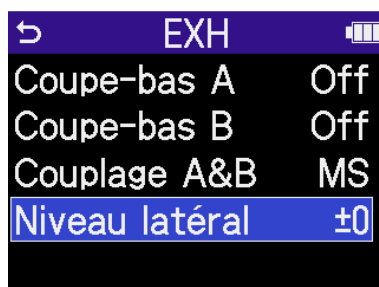 EXH
Coupe-bas A Off
Coupe-bas B Off
Couplage A&B MS
Niveau latéral ±0